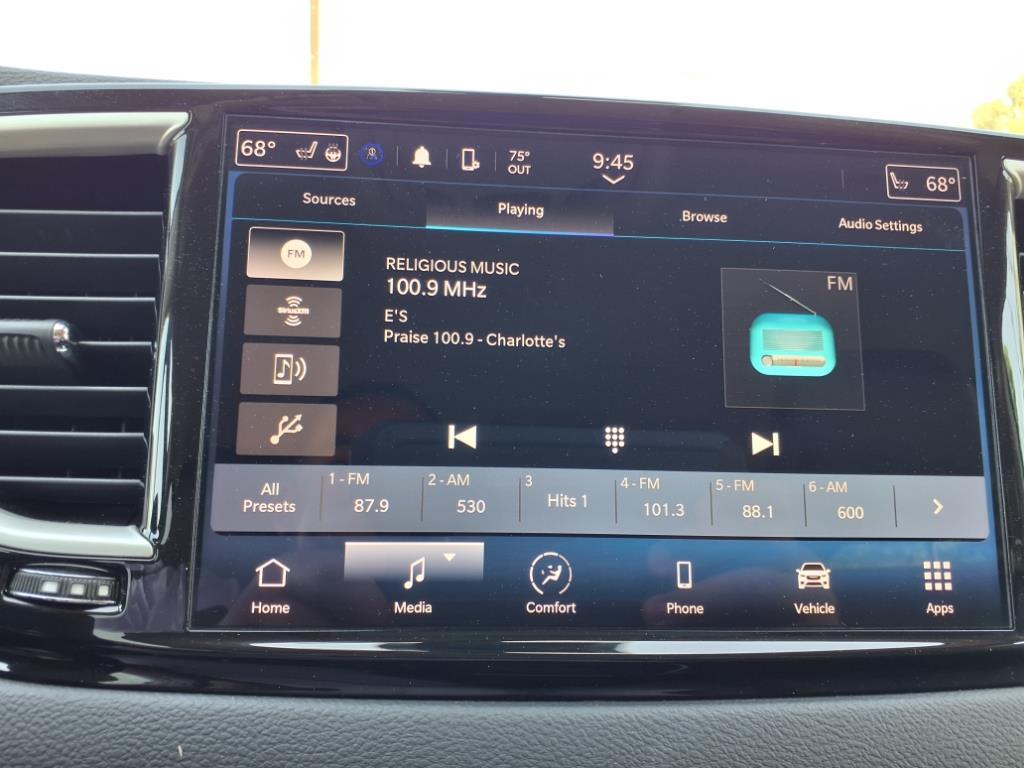 68°
75°
OUT
9:45
68°
Sources
Playing
Browse
Audio Settings
FM
SiriusXM
RELIGIOUS MUSIC
100.9 MHz
E'S
Praise 100.9 - Charlotte's
FM
All
Presets
1 - FM
87.9
2 - AM
530
3
Hits 1
4 - FM
101.3
5 - FM
88.1
6 - AM
600
Home
Media
Comfort
Phone
Vehicle
Apps